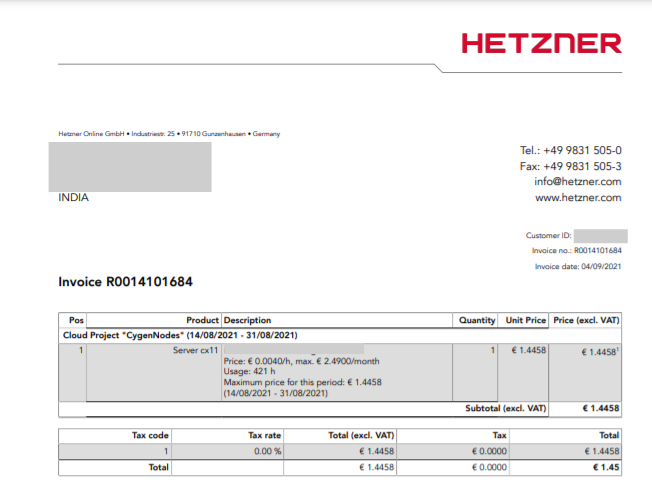 HETZNER
Hetzner Online GmbH • Industriestr. 25 • 91710 Gunzenhausen • Germany
INDIA
Tel.: +49 9831 505-0
Fax: +49 9831 505-3
info@hetzner.com
www.hetzner.com
Customer ID:
Invoice no.: R0014101684
Invoice date: 04/09/2021
Invoice R0014101684
Pos Product Description Quantity Unit Price Price (excl. VAT)
Cloud Project "CygenNodes" (14/08/2021 - 31/08/2021)
1 Server cx11 1 € 1.4458 € 1.4458¹
Price: € 0.0040/h, max. € 2.4900/month
Usage: 421 h
Maximum price for this period: € 1.4458
(14/08/2021 - 31/08/2021)
Subtotal (excl. VAT) € 1.4458
Tax code Tax rate Total (excl. VAT) Tax Total
1 0.00 % € 1.4458 € 0.0000 € 1.4458
Total € 1.4458 € 0.0000 € 1.45